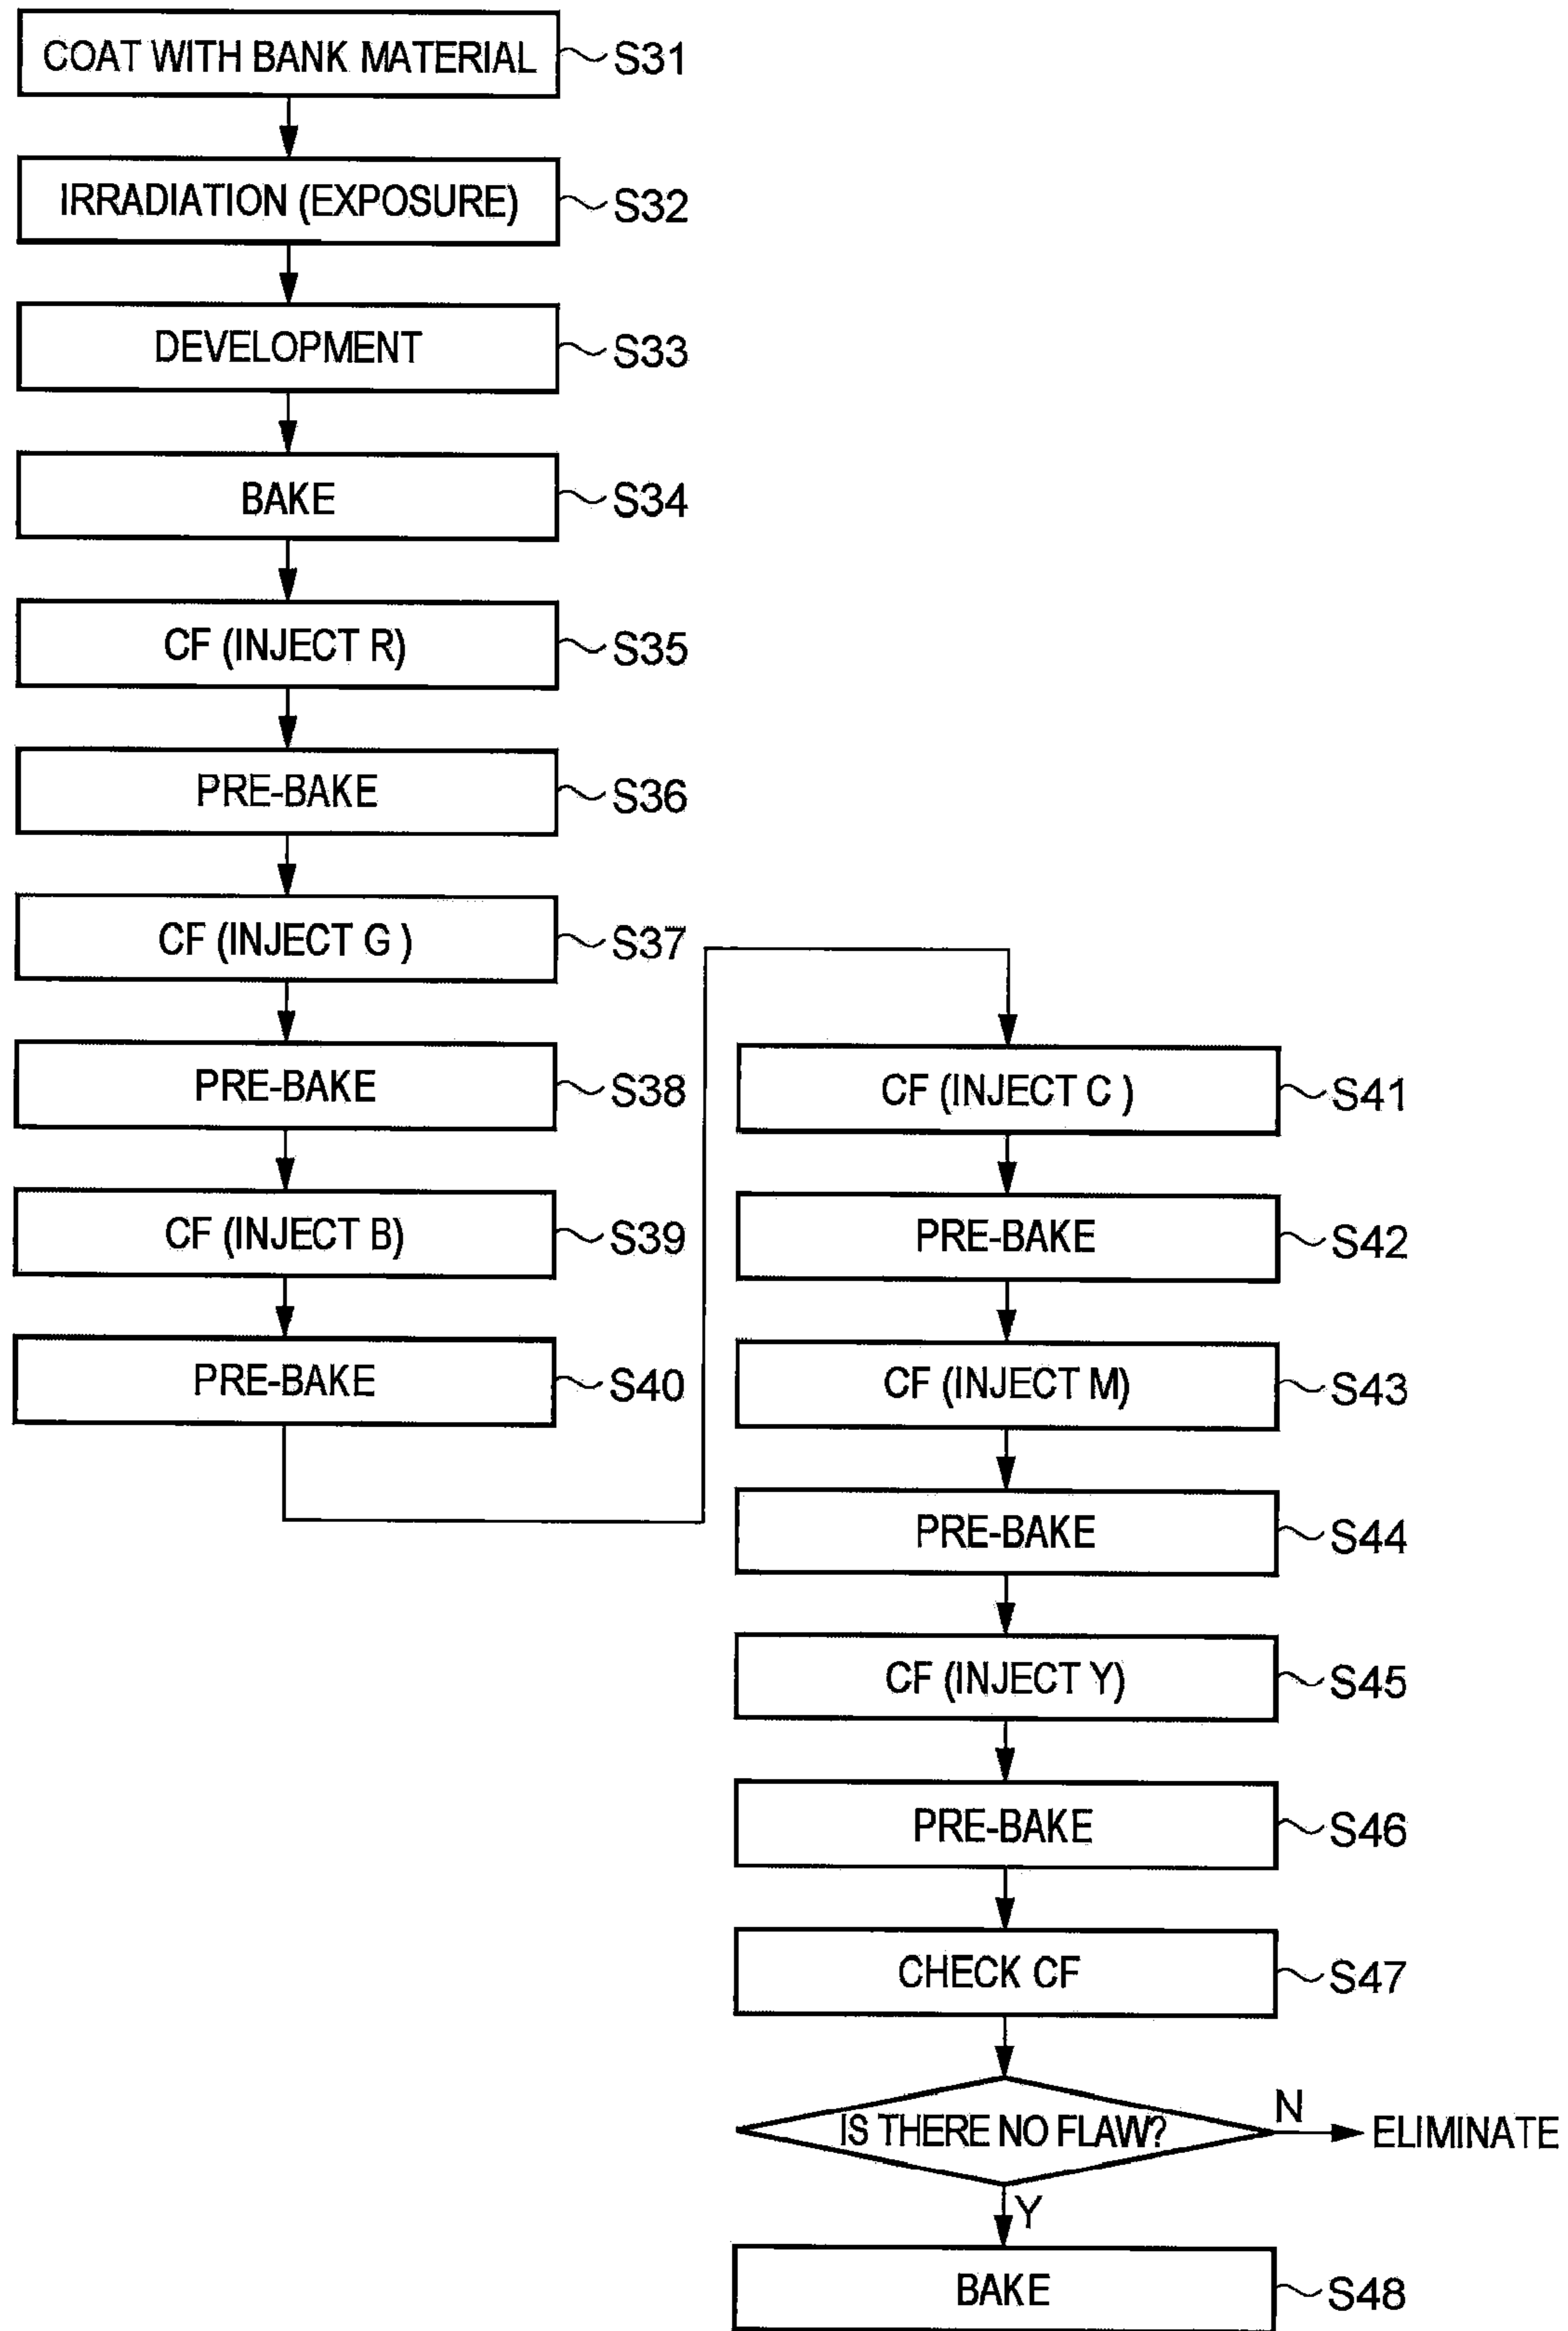 COAT WITH BANK MATERIAL S31
IRRADIATION (EXPOSURE) S32
DEVELOPMENT S33
BAKE S34
CF (INJECT R) S35
PRE-BAKE S36
CF (INJECT G ) S37
PRE-BAKE S38
CF (INJECT B) S39
PRE-BAKE S40
CF (INJECT C ) S41
PRE-BAKE S42
CF (INJECT M) S43
PRE-BAKE S44
CF (INJECT Y) S45
PRE-BAKE S46
CHECK CF S47
IS THERE NO FLAW? N ELIMINATE
Y
BAKE S48